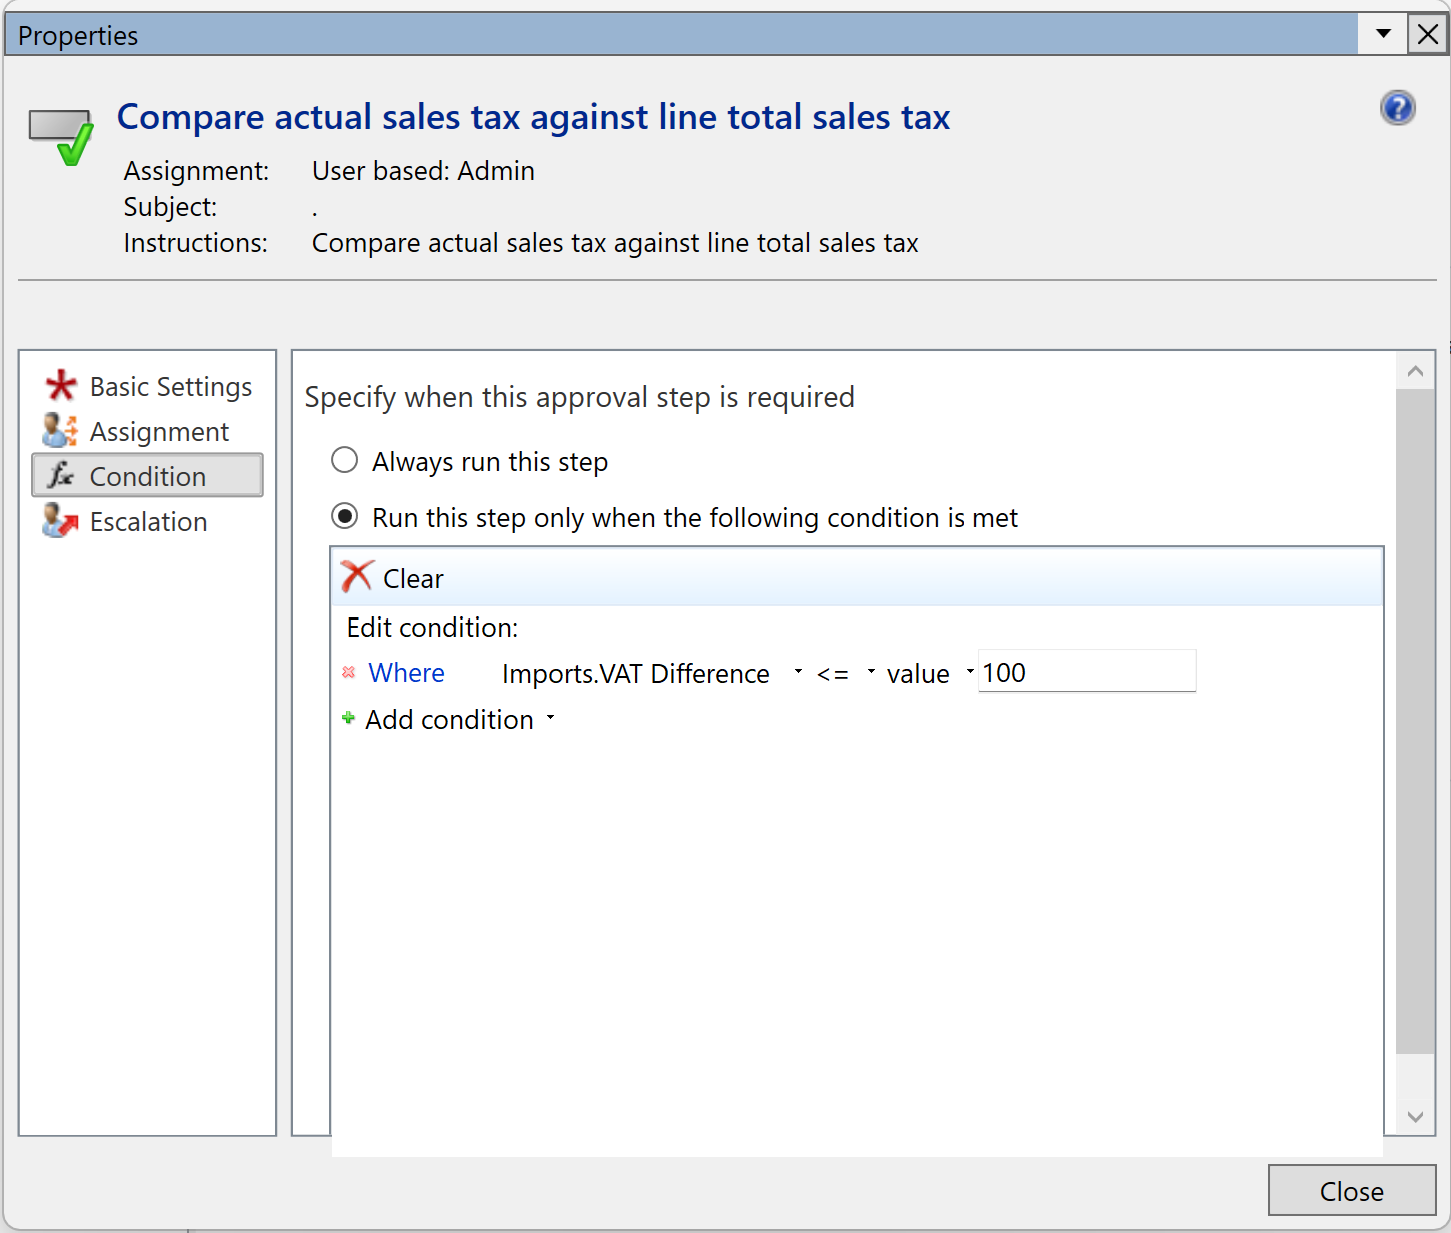 Properties
Compare actual sales tax against line total sales tax
Assignment: User based: Admin
Subject: .
Instructions: Compare actual sales tax against line total sales tax
Basic Settings
Assignment
Condition
Escalation
Specify when this approval step is required
Always run this step
Run this step only when the following condition is met
Clear
Edit condition:
Where Imports.VAT Difference <= value 100
Add condition
Close